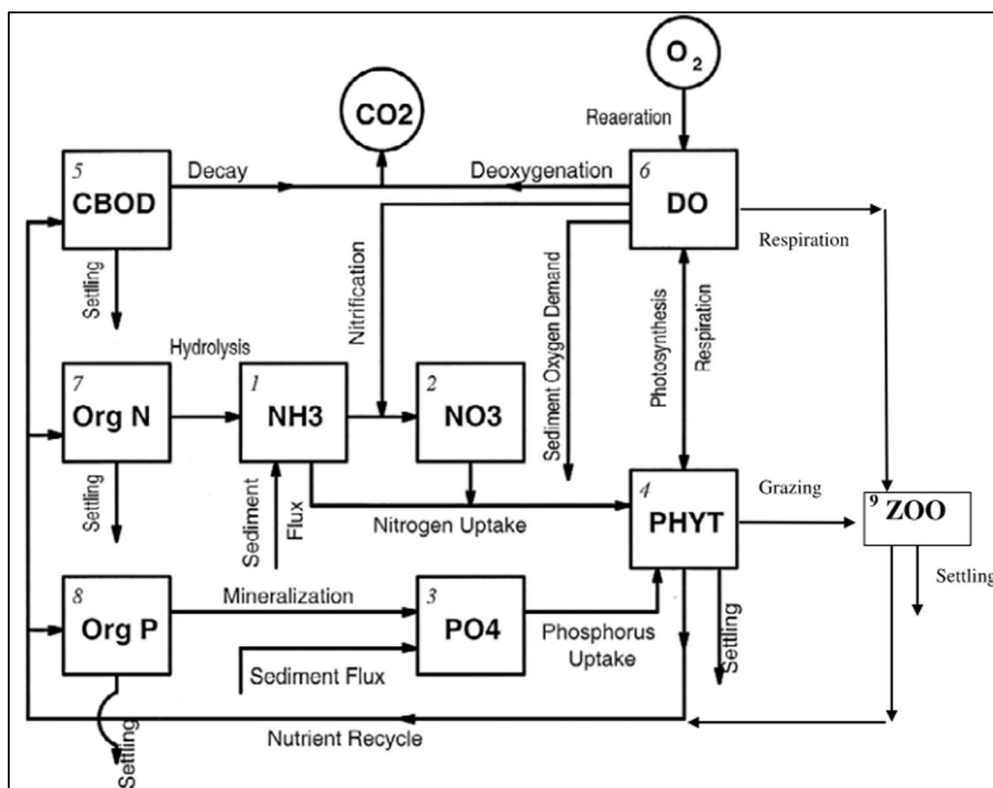 O2
CO2
Reaeration
5
CBOD
Decay
Deoxygenation
6
DO
Respiration
Settling
Nitrification
Sediment Oxygen Demand
Photosynthesis
Respiration
Hydrolysis
7
Org N
1
NH3
2
NO3
Settling
Sediment
Flux
Nitrogen Uptake
4
PHYT
Grazing
9 ZOO
Settling
8
Org P
Mineralization
3
PO4
Phosphorus
Uptake
Sediment Flux
Settling
Settling
Nutrient Recycle